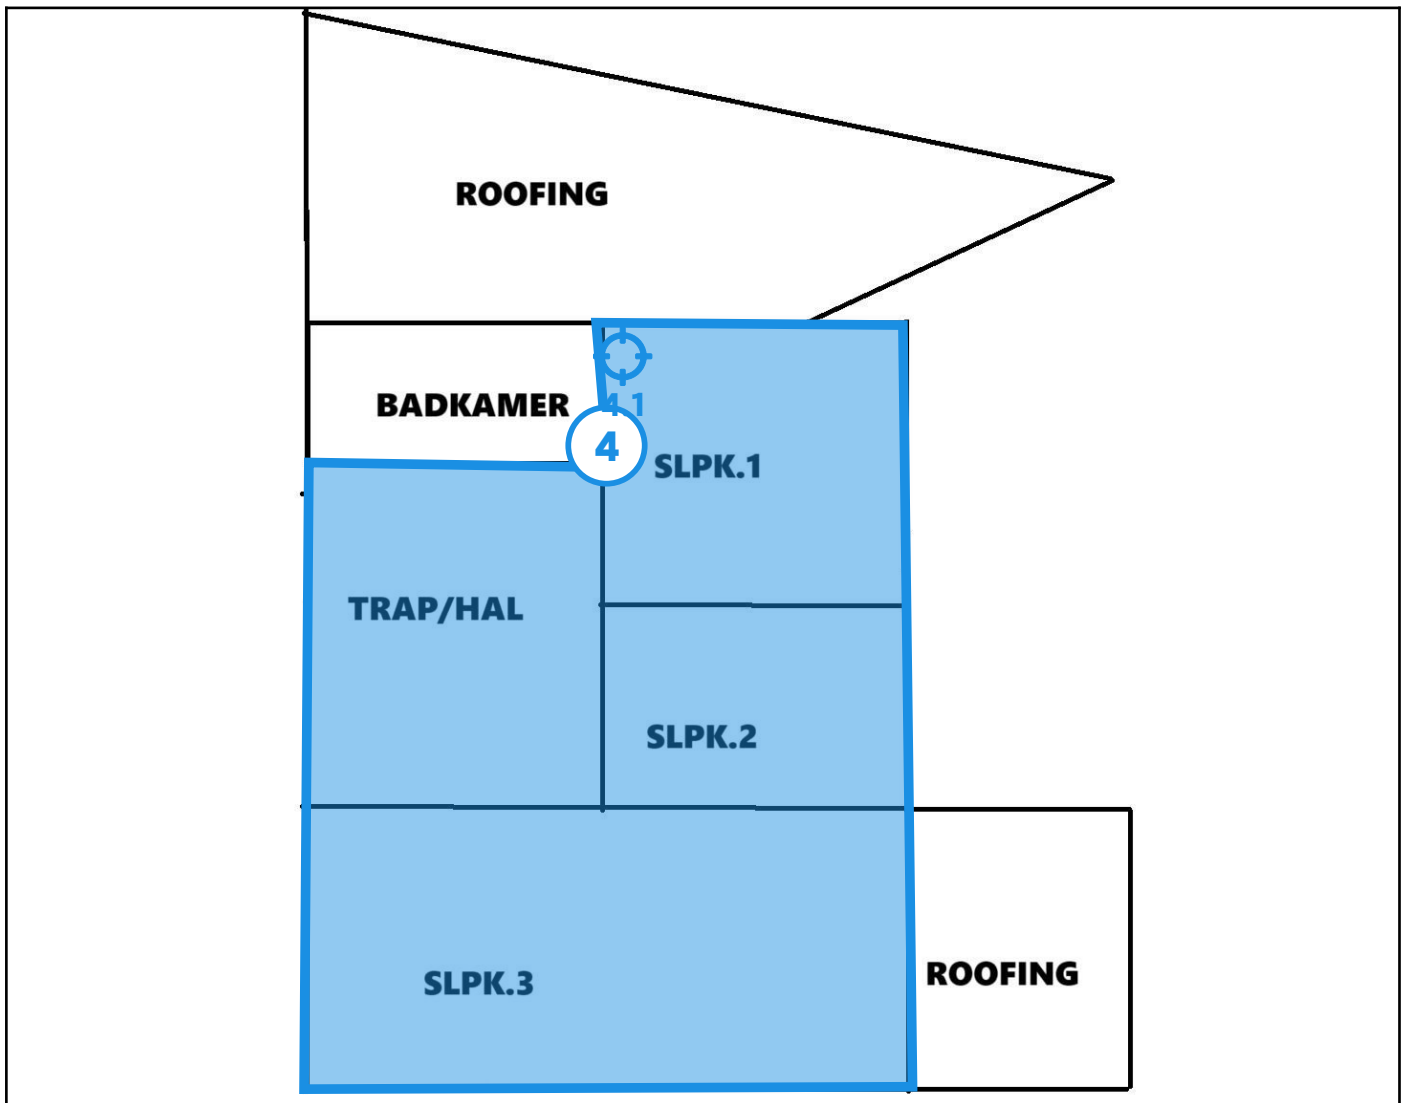 ROOFING
BADKAMER
4.1
4
SLPK.1
TRAP/HAL
SLPK.2
SLPK.3
ROOFING